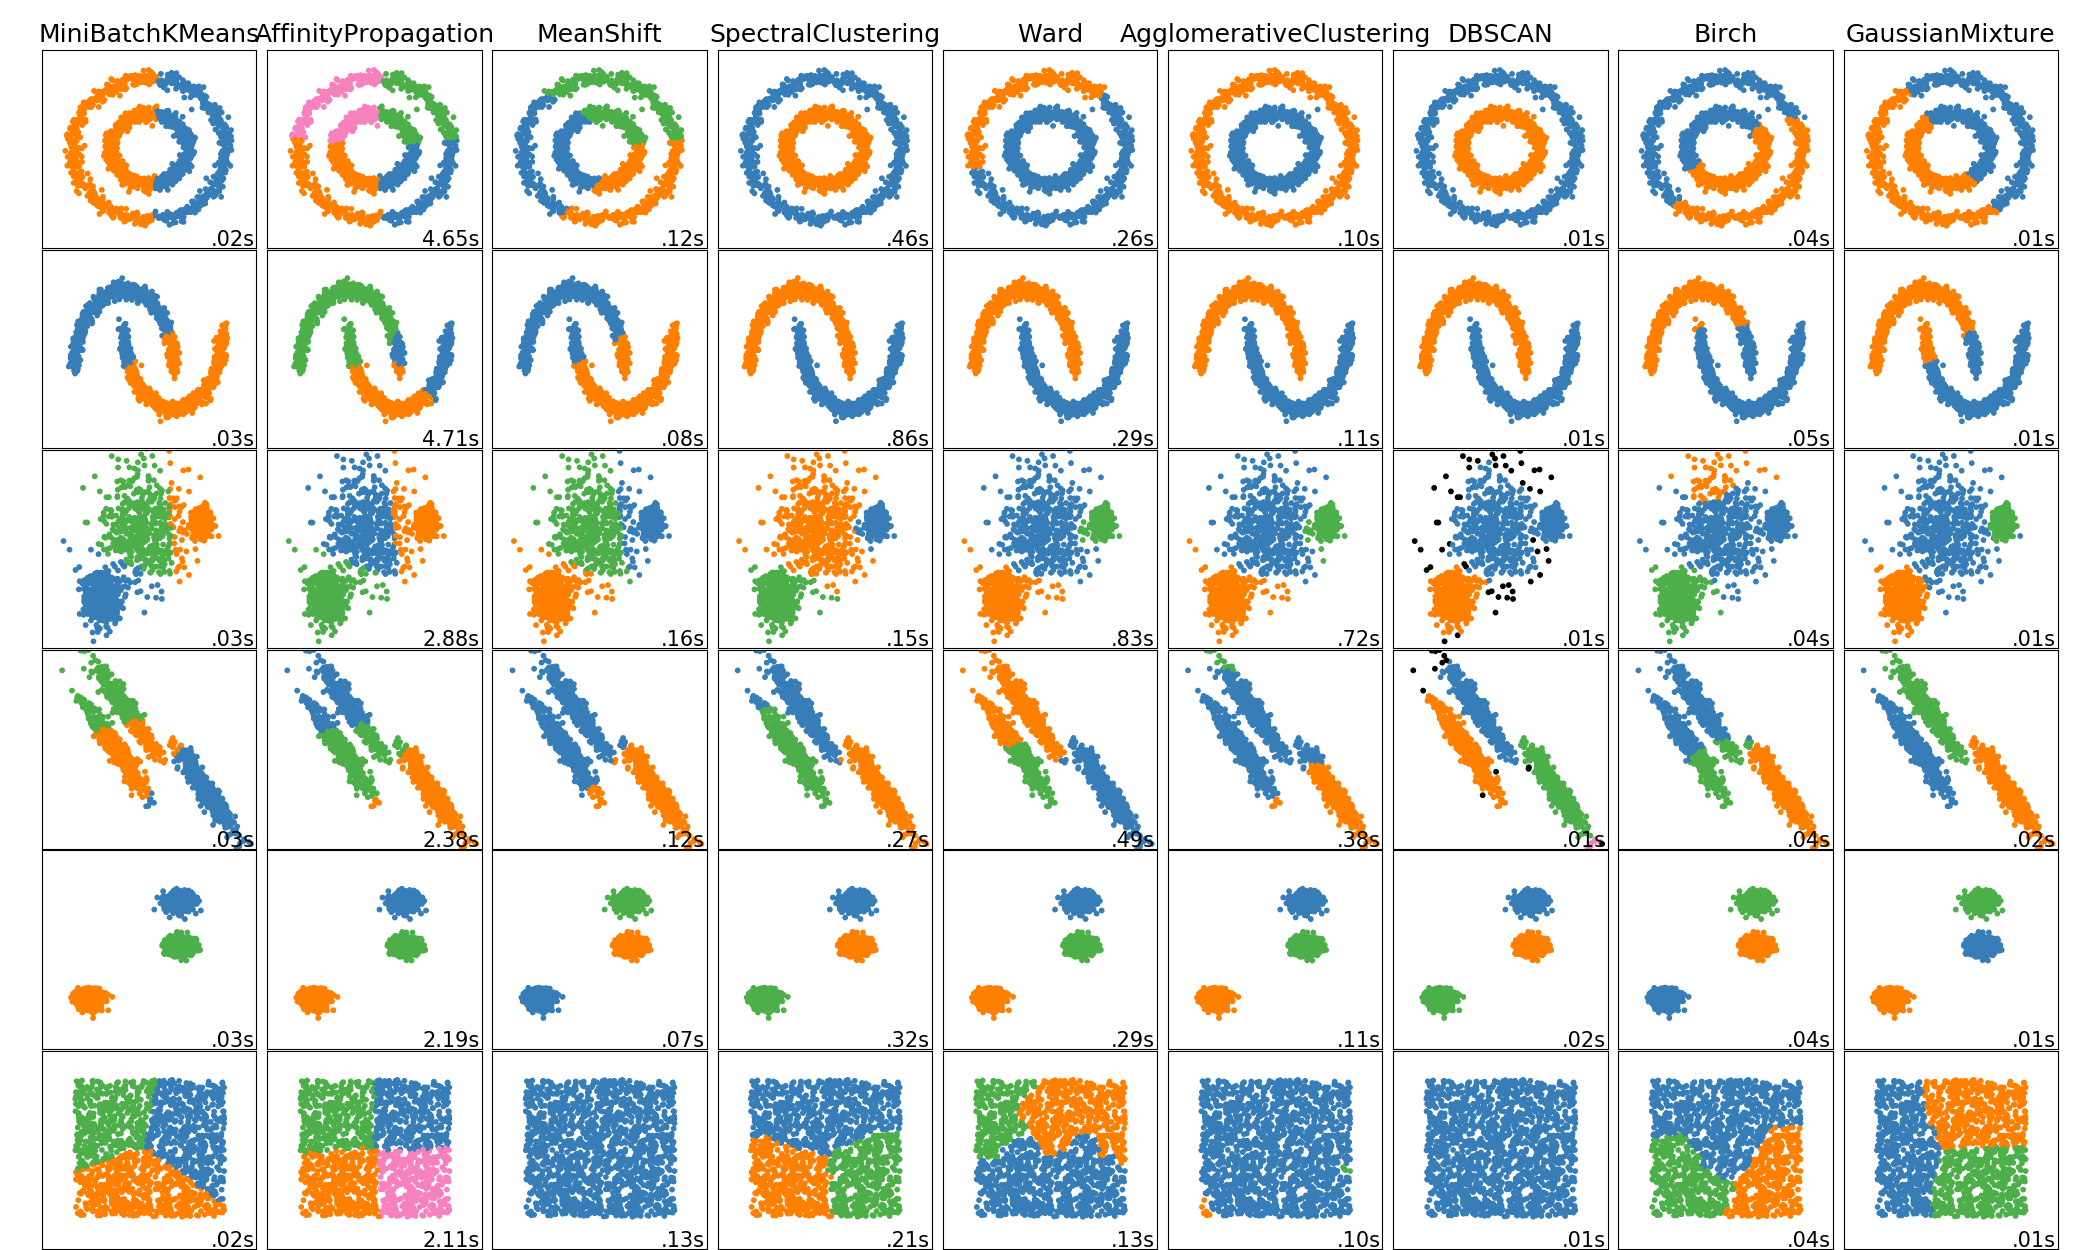 MiniBatchKMeans AffinityPropagation MeanShift SpectralClustering Ward AgglomerativeClustering DBSCAN Birch GaussianMixture
.02s 4.65s .12s .46s .26s .10s .01s .04s .01s
.03s 4.71s .08s .86s .29s .11s .01s .05s .01s
.03s 2.88s .16s .15s .83s .72s .01s .04s .01s
.03s 2.38s .12s .27s .49s .38s .01s .04s .02s
.03s 2.19s .07s .32s .29s .11s .02s .04s .01s
.02s 2.11s .13s .21s .13s .10s .01s .04s .01s